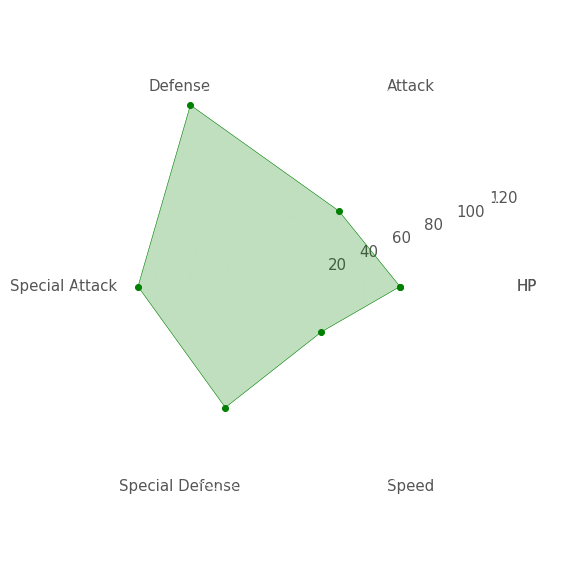 Defense
Attack
120
100
80
60
40
20
Special Attack
HP
Special Defense
Speed